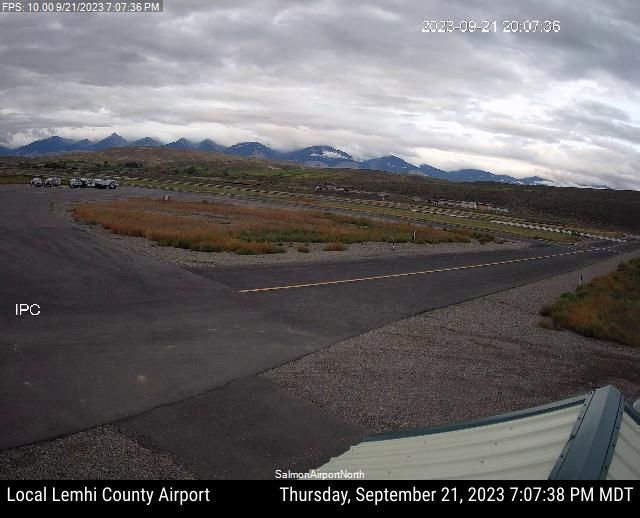 FPS: 10.00 9/21/2023 7:07:36 PM
2023-09-21 20:07:36
IPC
SalmonAirportNorth
Local Lemhi County Airport Thursday, September 21, 2023 7:07:38 PM MDT